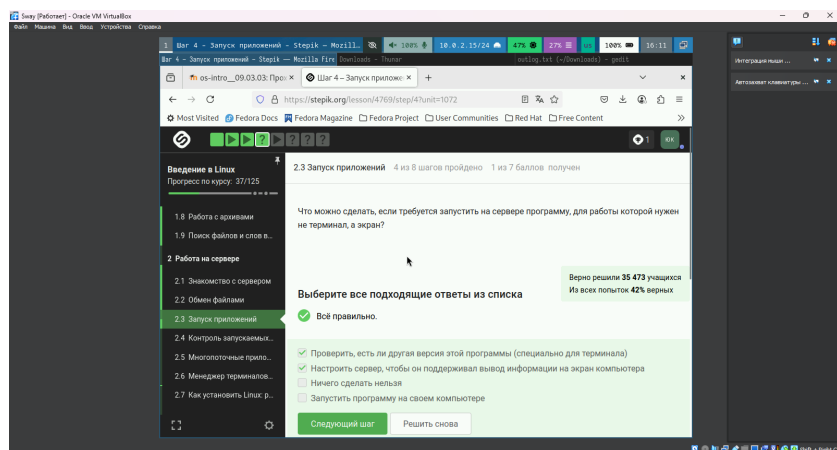 Sway [Работает] - Oracle VM VirtualBox
Файл Машина Вид Ввод Устройства Справка
1 Шаг 4 – Запуск приложений – Stepik – Mozill… 100% 10.0.2.15/24 47% 27% us 100% 16:11
Шаг 4 – Запуск приложений – Stepik — Mozilla Fire Downloads – Thunar outlog.txt (~/Downloads) – gedit
os-intro__09.03.03: Про Шаг 4 – Запуск приложе
https://stepik.org/lesson/4769/step/4?unit=1072
Most Visited Fedora Docs Fedora Magazine Fedora Project User Communities Red Hat Free Content
1 ЮК
Интеграция мыши ...
Автозахват клавиатуры ...
Введение в Linux
Прогресс по курсу: 37/125
1.8 Работа с архивами
1.9 Поиск файлов и слов в…
2 Работа на сервере
2.1 Знакомство с сервером
2.2 Обмен файлами
2.3 Запуск приложений
2.4 Контроль запускаемых…
2.5 Многопоточные прило…
2.6 Менеджер терминалов…
2.7 Как установить Linux: р…
2.3 Запуск приложений 4 из 8 шагов пройдено 1 из 7 баллов получен
Что можно сделать, если требуется запустить на сервере программу, для работы которой нужен
не терминал, а экран?
Верно решили 35 473 учащихся
Из всех попыток 42% верных
Выберите все подходящие ответы из списка
Всё правильно.
Проверить, есть ли другая версия этой программы (специально для терминала)
Настроить сервер, чтобы он поддерживал вывод информации на экран компьютера
Ничего сделать нельзя
Запустить программу на своем компьютере
Следующий шаг Решить снова